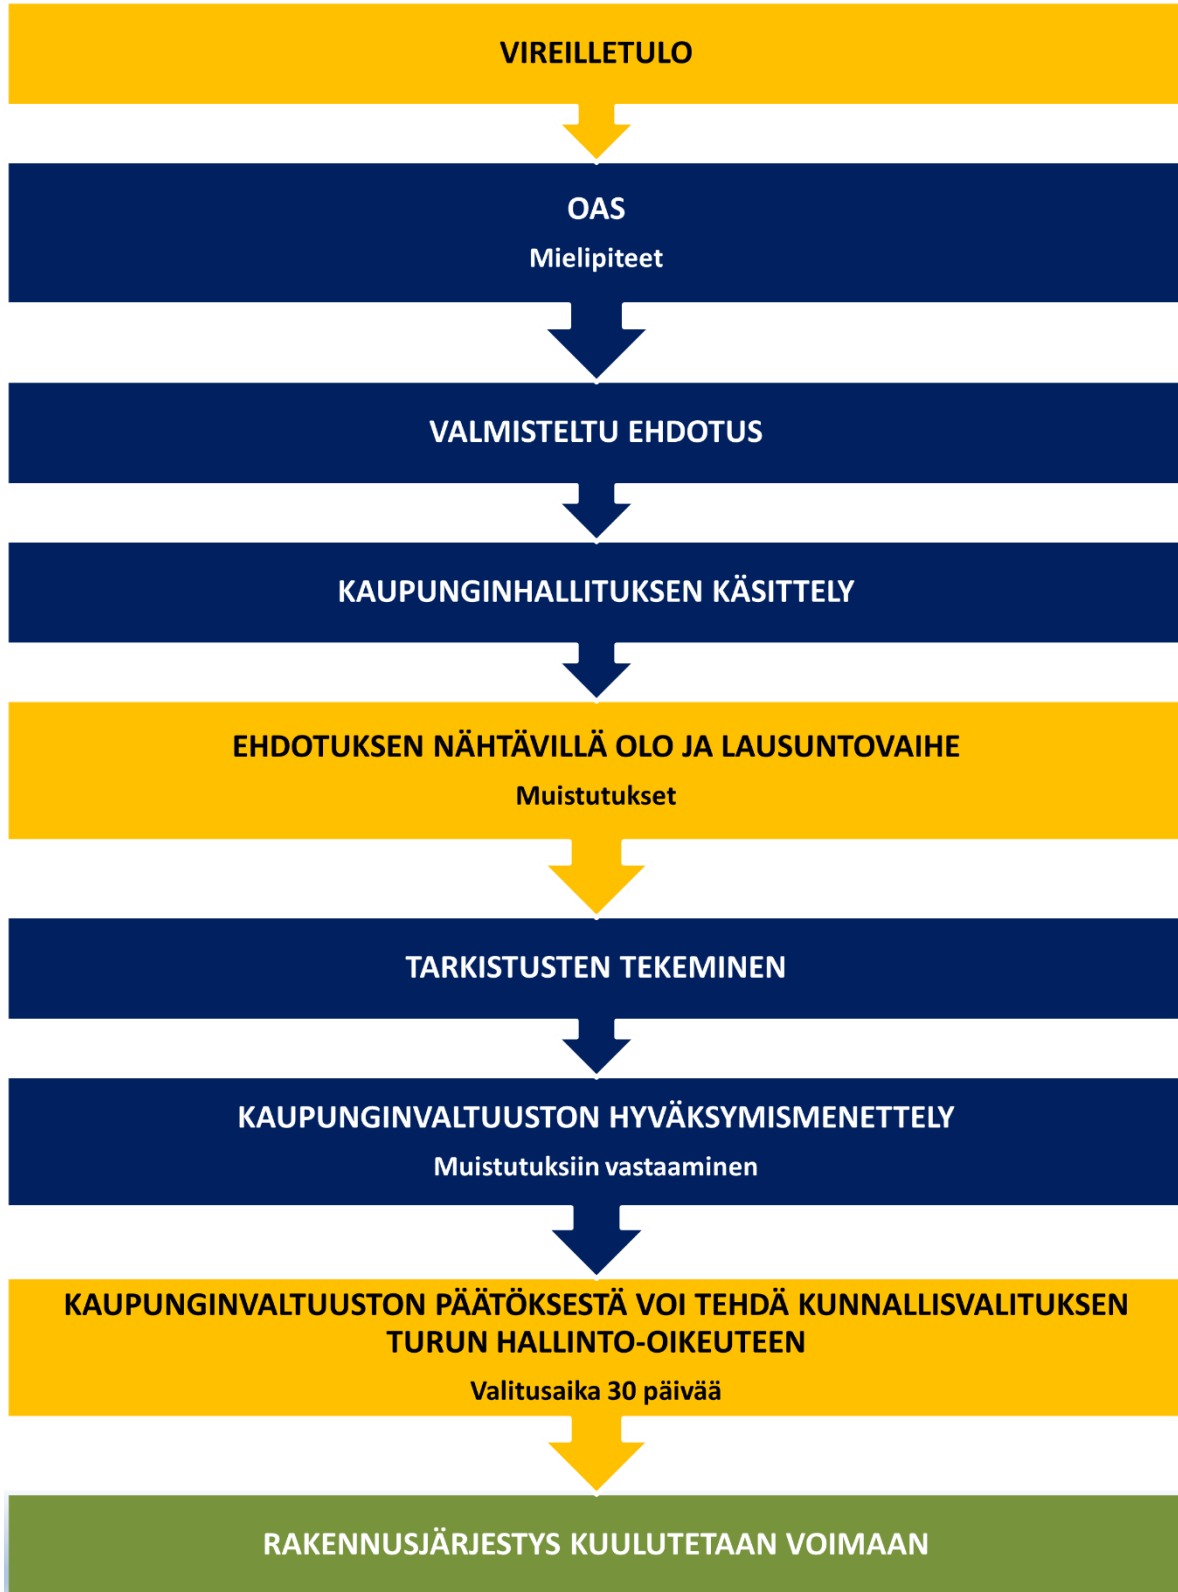 VIREILLETULO
OAS
Mielipiteet
VALMISTELTU EHDOTUS
KAUPUNGINHALLITUKSEN KÄSITTELY
EHDOTUKSEN NÄHTÄVILLÄ OLO JA LAUSUNTOVAIHE
Muistutukset
TARKISTUSTEN TEKEMINEN
KAUPUNGINVALTUUSTON HYVÄKSYMISMENETTELY
Muistutuksiin vastaaminen
KAUPUNGINVALTUUSTON PÄÄTÖKSESTÄ VOI TEHDÄ KUNNALLISVALITUKSEN
TURUN HALLINTO-OIKEUTEEN
Valitusaika 30 päivää
RAKENNUSJÄRJESTYS KUULUTETAAN VOIMAAN